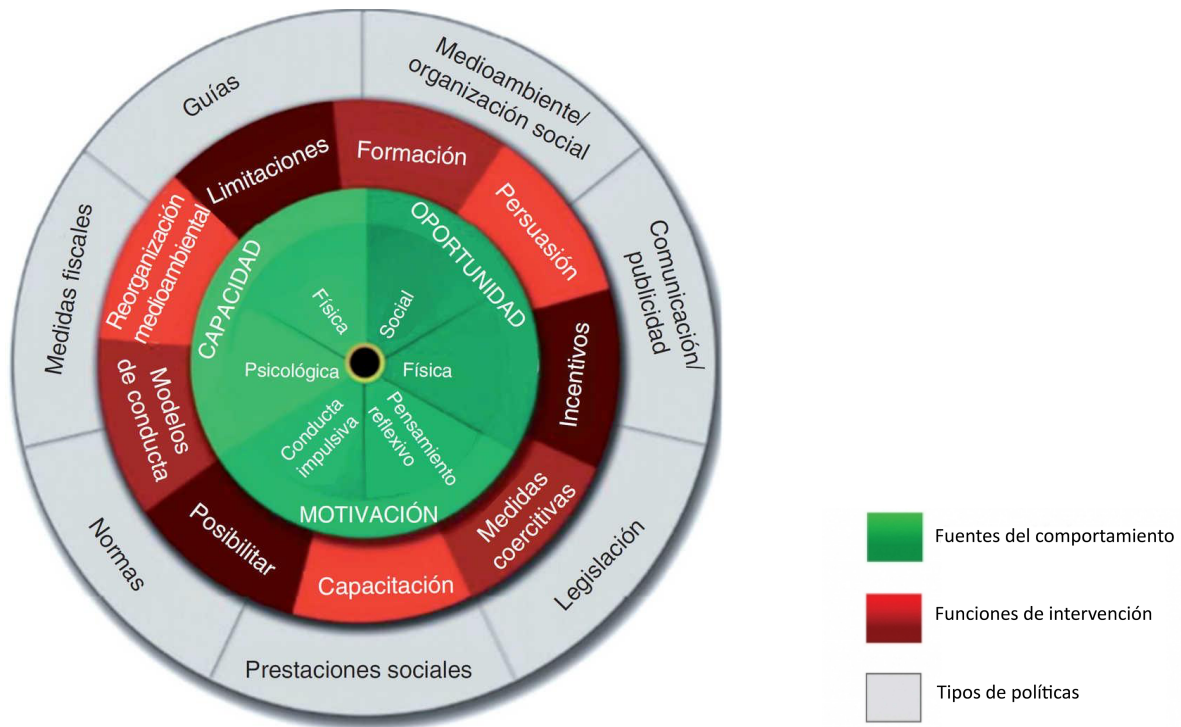 Guías
Medioambiente/
organización social
Comunicación/
publicidad
Legislación
Prestaciones sociales
Normas
Medidas fiscales
Limitaciones
Formación
Persuasión
Incentivos
Medidas
coercitivas
Capacitación
Posibilitar
Modelos
de conducta
Reorganización
medioambiental
CAPACIDAD
OPORTUNIDAD
MOTIVACIÓN
Física
Social
Psicológica
Física
Conducta
impulsiva
Pensamiento
reflexivo
Fuentes del comportamiento
Funciones de intervención
Tipos de políticas